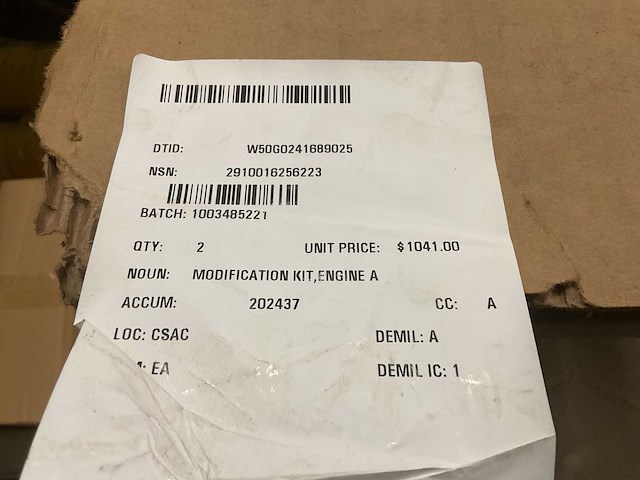 DTID: W50G0241689025
NSN: 2910016256223
BATCH: 1003485221
QTY: 2 UNIT PRICE: $1041.00
NOUN: MODIFICATION KIT,ENGINE A
ACCUM: 202437 CC: A
LOC: CSAC DEMIL: A
: EA DEMIL IC: 1